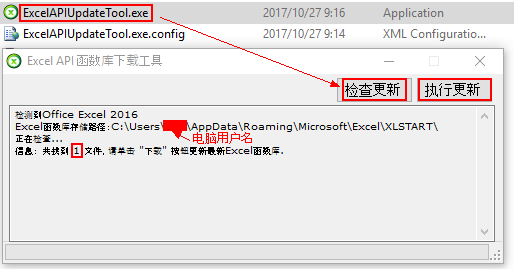 ExcelAPIUpdateTool.exe 2017/10/27 9:16 Application
ExcelAPIUpdateTool.exe.config 2017/10/27 9:14 XML Configuratio...
Excel API 函数库下载工具
检查更新 执行更新
检测到Office Excel 2016
Excel函数库存储路径:C:\Users\ \AppData\Roaming\Microsoft\Excel\XLSTART\
正在检查...
电脑用户名
信息: 共找到 1 文件, 请单击 "下载" 按钮更新最新Excel函数库.